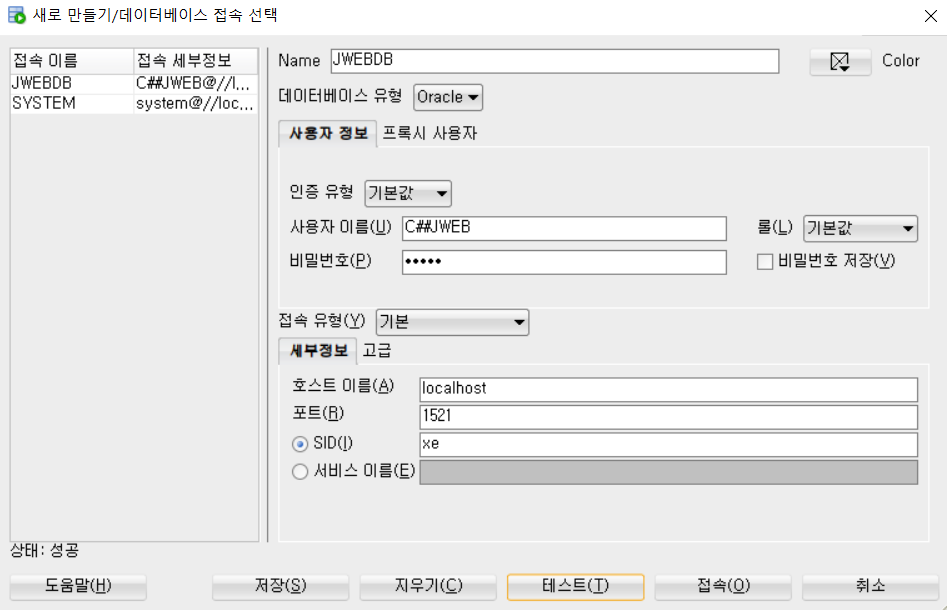 새로 만들기/데이터베이스 접속 선택
접속 이름 접속 세부정보
JWEBDB C##JWEB@//l...
SYSTEM system@//loc...
Name JWEBDB Color
데이터베이스 유형 Oracle
사용자 정보 프록시 사용자
인증 유형 기본값
사용자 이름(U) C##JWEB 롤(L) 기본값
비밀번호(P) ••••• 비밀번호 저장(V)
접속 유형(Y) 기본
세부정보 고급
호스트 이름(A) localhost
포트(R) 1521
SID(I) xe
서비스 이름(E)
상태: 성공
도움말(H) 저장(S) 지우기(C) 테스트(T) 접속(O) 취소